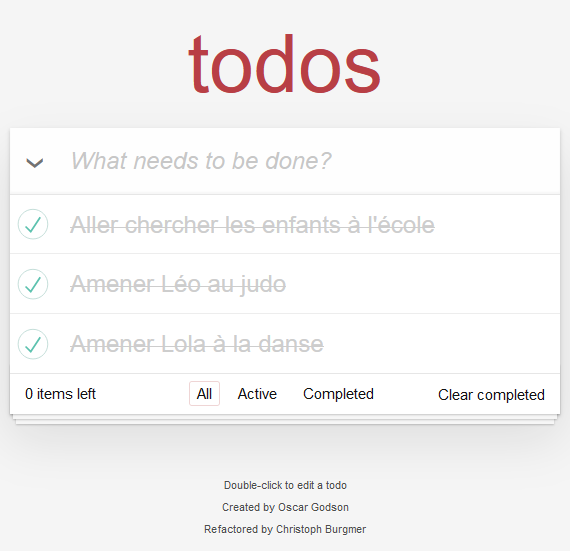 todos
What needs to be done?
Aller chercher les enfants à l'école
Amener Léo au judo
Amener Lola à la danse
0 items left All Active Completed Clear completed
Double-click to edit a todo
Created by Oscar Godson
Refactored by Christoph Burgmer